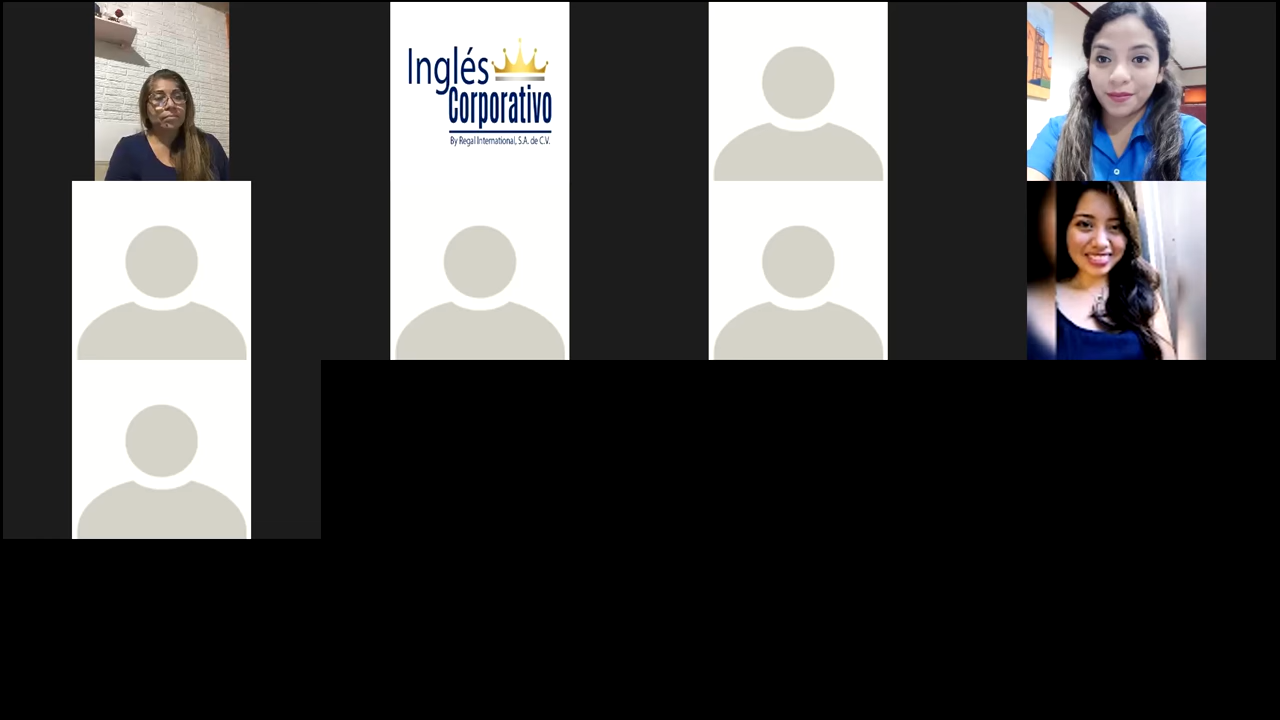 Inglés
Corporativo
By Regal International, S.A. de C.V.